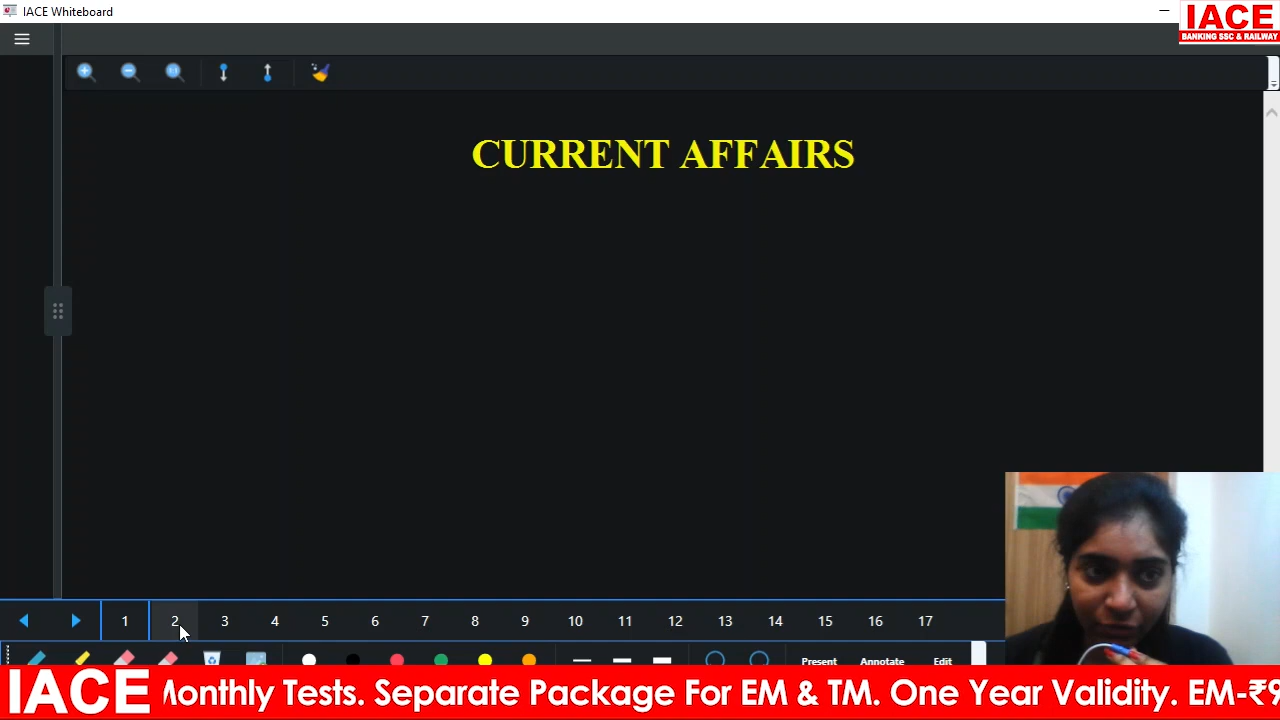 IACE Whiteboard
IACE
BANKING SSC & RAILWAY
CURRENT AFFAIRS
1 2 3 4 5 6 7 8 9 10 11 12 13 14 15 16 17
Present Annotate Edit
IACE Monthly Tests. Separate Package For EM & TM. One Year Validity. EM-₹9